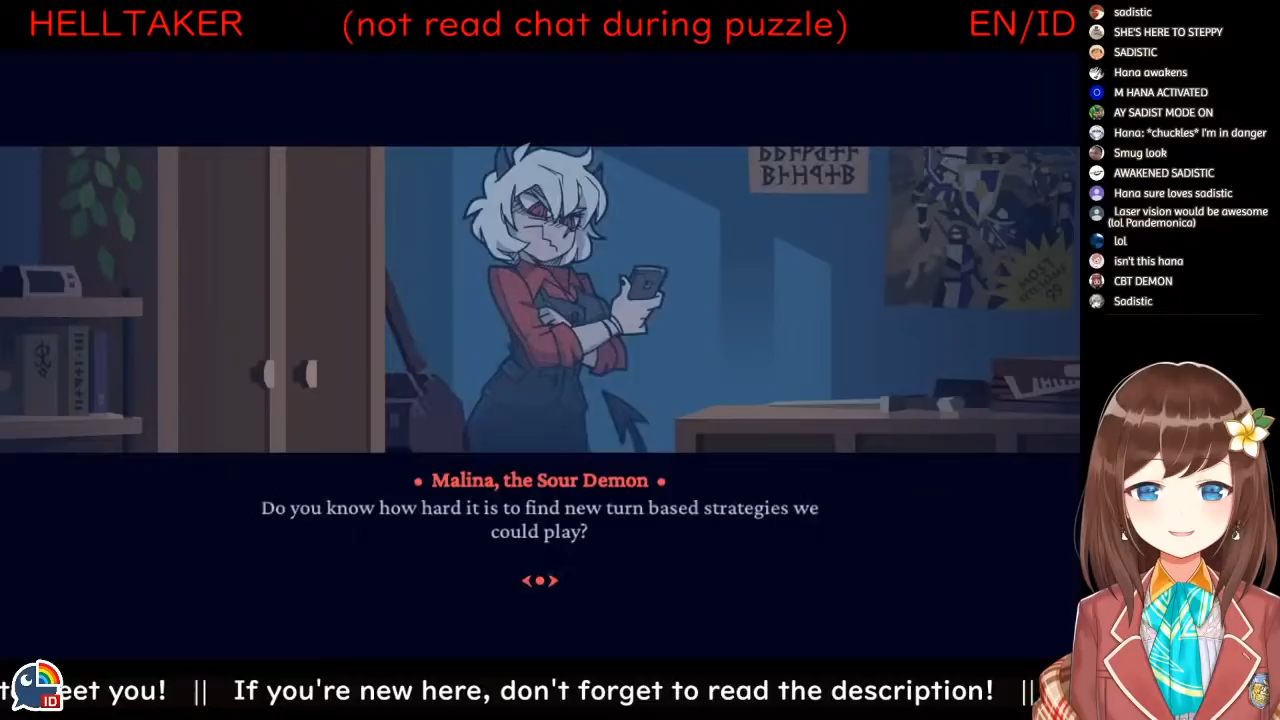 HELLTAKER (not read chat during puzzle) EN/ID
sadistic
SHE'S HERE TO STEPPY
SADISTIC
Hana awakens
M HANA ACTIVATED
AY SADIST MODE ON
Hana: *chuckles* I'm in danger
Smug look
AWAKENED SADISTIC
Hana sure loves sadistic
Laser vision would be awesome
(lol Pandemonica)
lol
isn't this hana
CBT DEMON
Sadistic
MOST
99
• Malina, the Sour Demon •
Do you know how hard it is to find new turn based strategies we
could play?
eet you! || If you're new here, don't forget to read the description! ||
ID